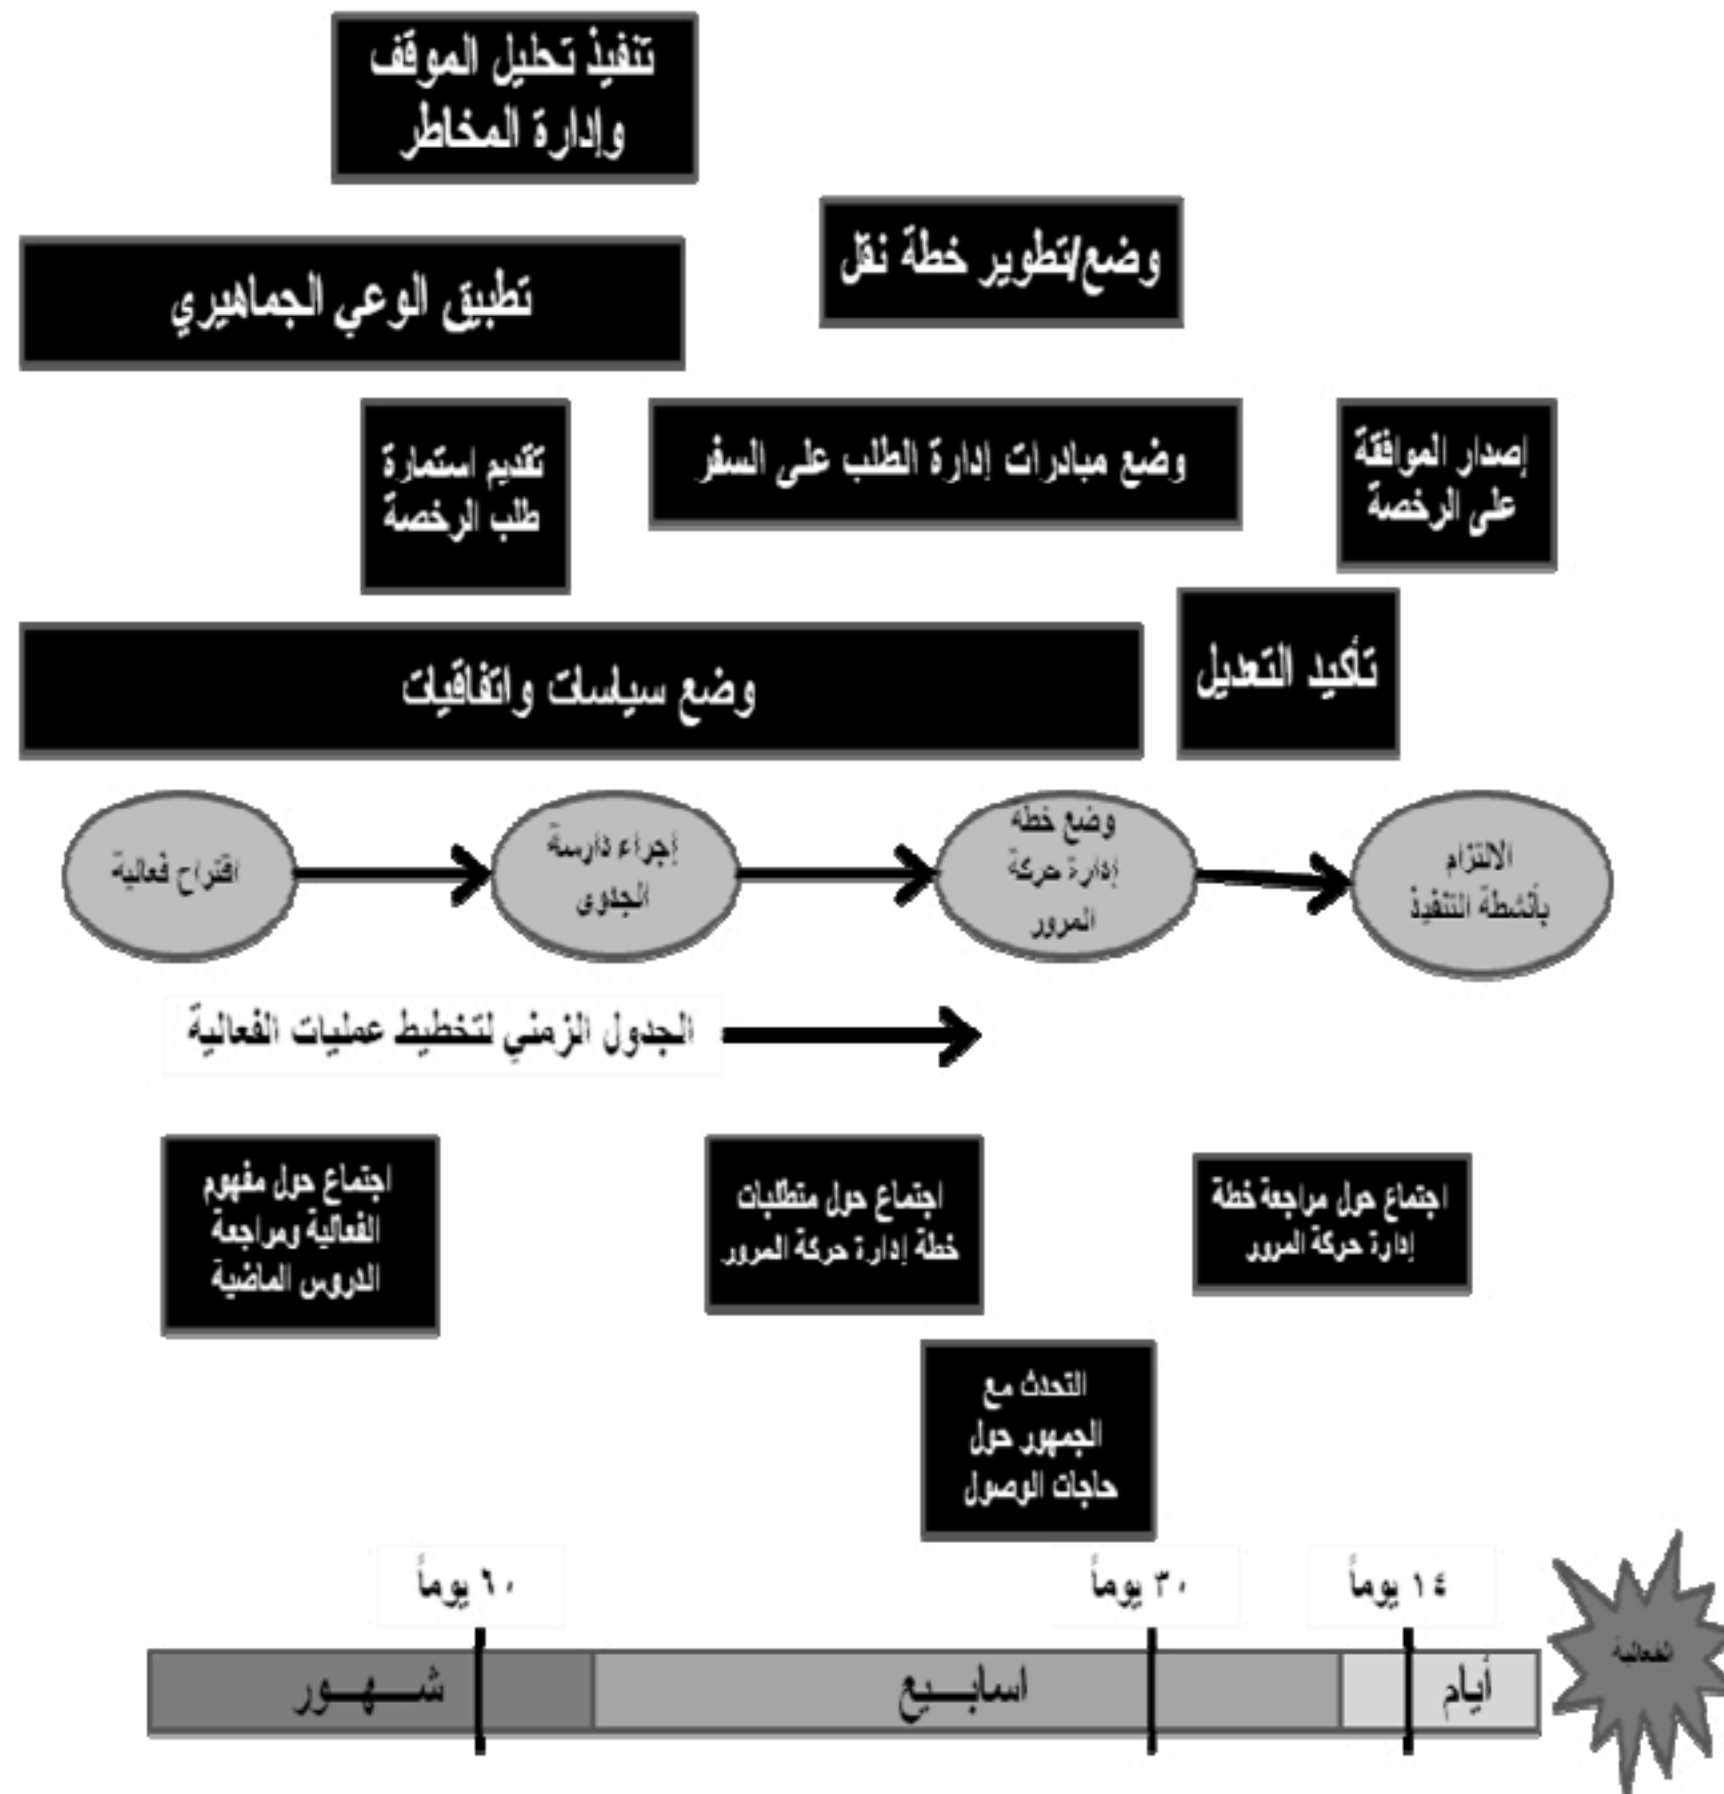 تنفيذ تحليل الموقف
وإدارة المخاطر
وضع/تطوير خطة نقل
تطبيق الوعي الجماهيري
تقديم استمارة
طلب الرخصة
وضع مبادرات إدارة الطلب على السفر
إصدار الموافقة
على الرخصة
تأكيد التعديل
وضع سياسات واتفاقيات
اقتراح فعالية
إجراء دارسة
الجدوى
وضع خطة
إدارة حركة
المرور
الالتزام
بأنشطة التنفيذ
الجدول الزمني لتخطيط عمليات الفعالية
اجتماع حول مفهوم
الفعالية ومراجعة
الدروس الماضية
اجتماع حول متطلبات
خطة إدارة حركة المرور
اجتماع حول مراجعة خطة
إدارة حركة المرور
التحدث مع
الجمهور حول
حاجات الوصول
٦٠ يوماً
٣٠ يوماً
١٤ يوماً
شـــهـــور
اسابـــيع
أيام
الفعالية